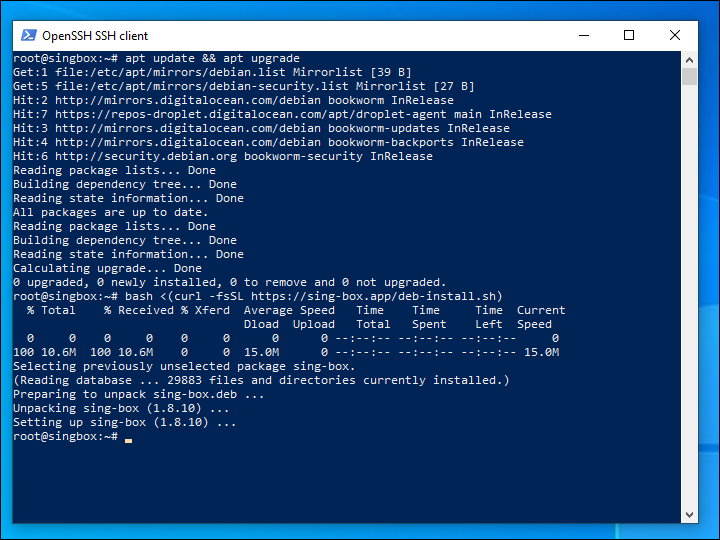 OpenSSH SSH client
root@singbox:~# apt update && apt upgrade
Get:1 file:/etc/apt/mirrors/debian.list Mirrorlist [39 B]
Get:5 file:/etc/apt/mirrors/debian-security.list Mirrorlist [27 B]
Hit:2 http://mirrors.digitalocean.com/debian bookworm InRelease
Hit:7 https://repos-droplet.digitalocean.com/apt/droplet-agent main InRelease
Hit:3 http://mirrors.digitalocean.com/debian bookworm-updates InRelease
Hit:4 http://mirrors.digitalocean.com/debian bookworm-backports InRelease
Hit:6 http://security.debian.org bookworm-security InRelease
Reading package lists... Done
Building dependency tree... Done
Reading state information... Done
All packages are up to date.
Reading package lists... Done
Building dependency tree... Done
Reading state information... Done
Calculating upgrade... Done
0 upgraded, 0 newly installed, 0 to remove and 0 not upgraded.
root@singbox:~# bash <(curl -fsSL https://sing-box.app/deb-install.sh)
  % Total    % Received % Xferd  Average Speed   Time    Time     Time  Current
                                 Dload  Upload   Total   Spent    Left  Speed
  0     0    0     0    0     0      0      0 --:--:-- --:--:-- --:--:--     0
100 10.6M  100 10.6M    0     0  15.0M      0 --:--:-- --:--:-- --:--:-- 15.0M
Selecting previously unselected package sing-box.
(Reading database ... 29883 files and directories currently installed.)
Preparing to unpack sing-box.deb ...
Unpacking sing-box (1.8.10) ...
Setting up sing-box (1.8.10) ...
root@singbox:~#